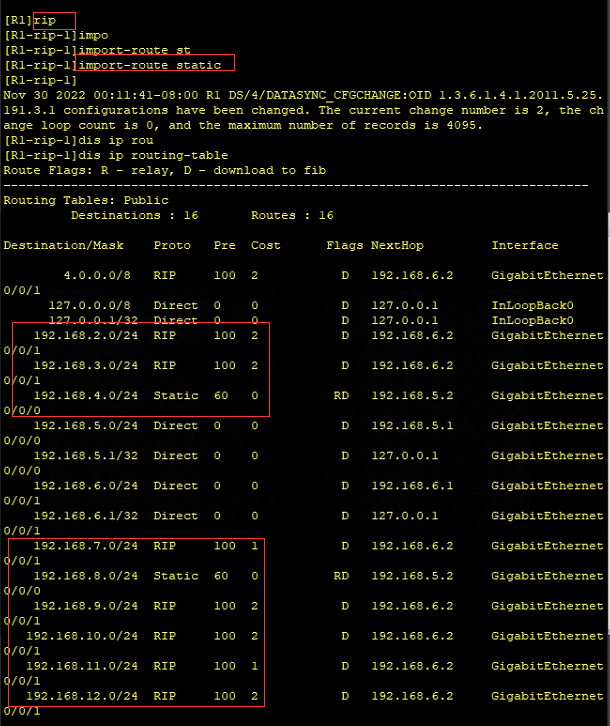 [R1]rip
[R1-rip-1]impo
[R1-rip-1]import-route st
[R1-rip-1]import-route static
[R1-rip-1]
Nov 30 2022 00:11:41-08:00 R1 DS/4/DATASYNC_CFGCHANGE:OID 1.3.6.1.4.1.2011.5.25.
191.3.1 configurations have been changed. The current change number is 2, the ch
ange loop count is 0, and the maximum number of records is 4095.
[R1-rip-1]dis ip rou
[R1-rip-1]dis ip routing-table
Route Flags: R - relay, D - download to fib
------------------------------------------------------------------------------
Routing Tables: Public
         Destinations : 16       Routes : 16
Destination/Mask    Proto   Pre  Cost      Flags NextHop         Interface
        4.0.0.0/8   RIP     100  2           D   192.168.6.2     GigabitEthernet
0/0/1
      127.0.0.0/8   Direct  0    0           D   127.0.0.1       InLoopBack0
      127.0.0.1/32  Direct  0    0           D   127.0.0.1       InLoopBack0
    192.168.2.0/24  RIP     100  2           D   192.168.6.2     GigabitEthernet
0/0/1
    192.168.3.0/24  RIP     100  2           D   192.168.6.2     GigabitEthernet
0/0/1
    192.168.4.0/24  Static  60   0          RD   192.168.5.2     GigabitEthernet
0/0/0
    192.168.5.0/24  Direct  0    0           D   192.168.5.1     GigabitEthernet
0/0/0
    192.168.5.1/32  Direct  0    0           D   127.0.0.1       GigabitEthernet
0/0/0
    192.168.6.0/24  Direct  0    0           D   192.168.6.1     GigabitEthernet
0/0/1
    192.168.6.1/32  Direct  0    0           D   127.0.0.1       GigabitEthernet
0/0/1
    192.168.7.0/24  RIP     100  1           D   192.168.6.2     GigabitEthernet
0/0/1
    192.168.8.0/24  Static  60   0          RD   192.168.5.2     GigabitEthernet
0/0/0
    192.168.9.0/24  RIP     100  2           D   192.168.6.2     GigabitEthernet
0/0/1
   192.168.10.0/24  RIP     100  2           D   192.168.6.2     GigabitEthernet
0/0/1
   192.168.11.0/24  RIP     100  1           D   192.168.6.2     GigabitEthernet
0/0/1
   192.168.12.0/24  RIP     100  2           D   192.168.6.2     GigabitEthernet
0/0/1